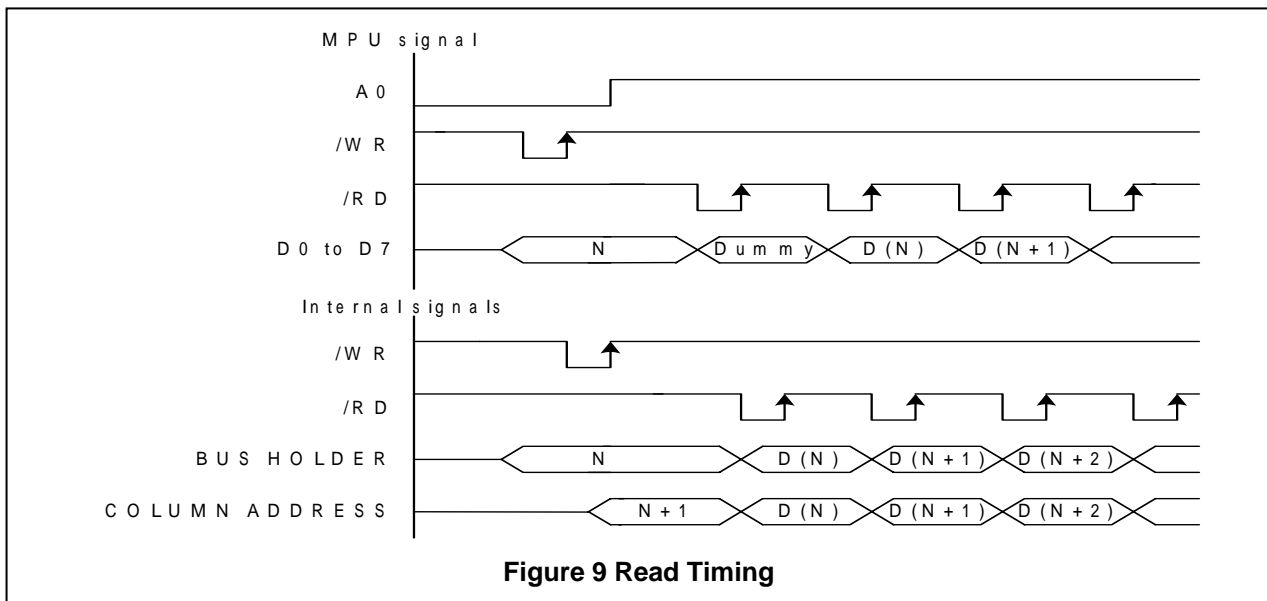 MPU signal
A0
/WR
/RD
D0 to D7 N Dummy D(N) D(N+1)
Internal signals
/WR
/RD
BUS HOLDER N D(N) D(N+1) D(N+2)
COLUMN ADDRESS N+1 D(N) D(N+1) D(N+2)
Figure 9 Read Timing